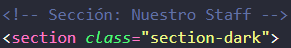 <!-- Sección: Nuestro Staff -->
<section class="section-dark">